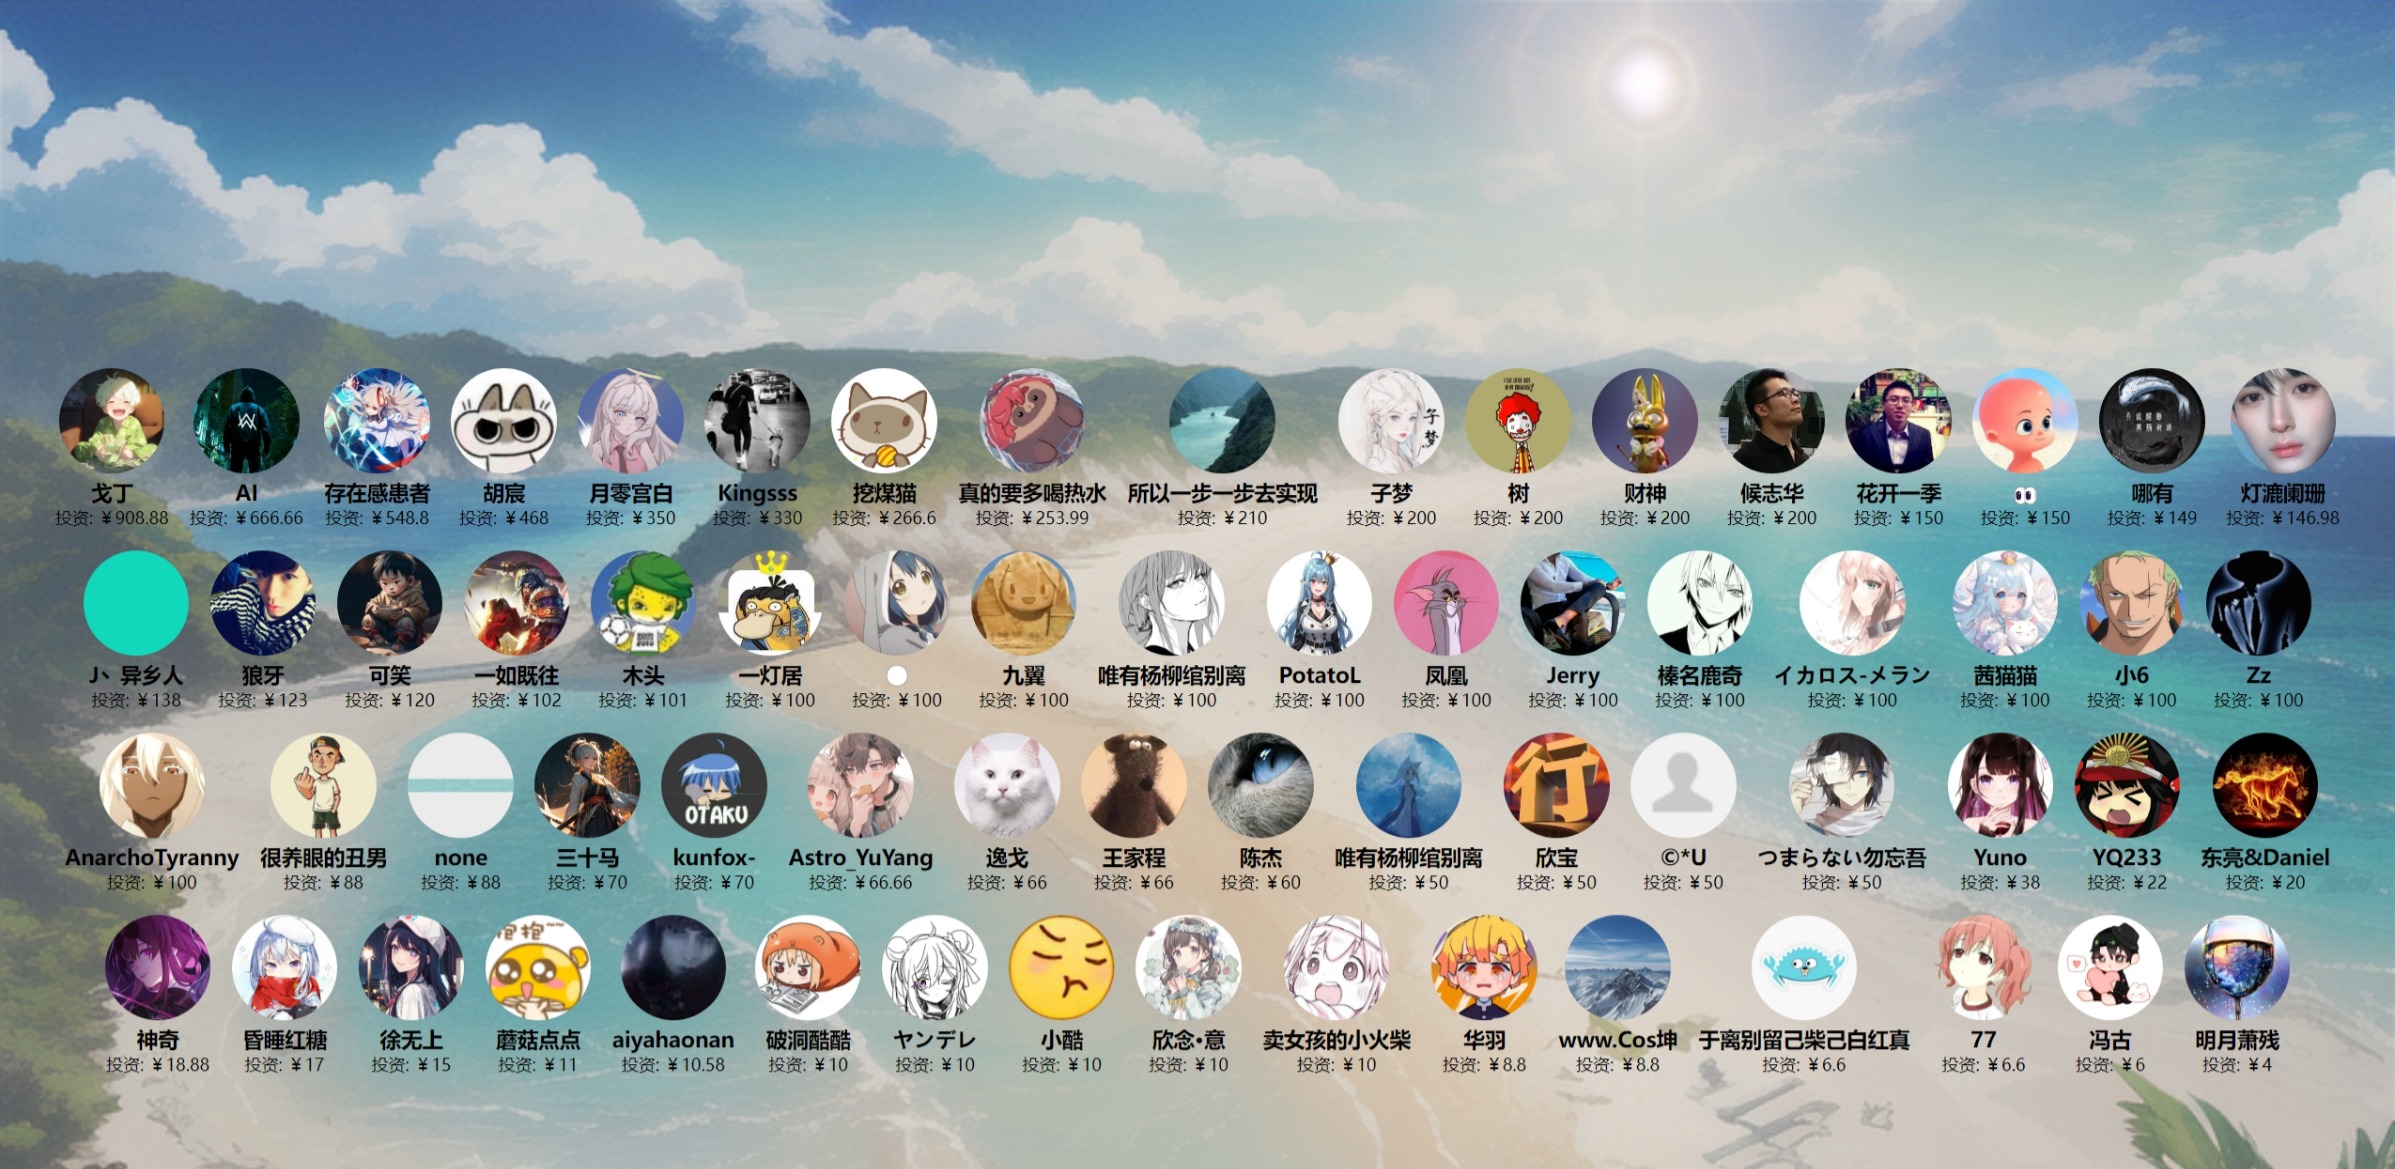 戈丁 AI 存在感患者 胡宸 月零宫白 Kingsss 挖煤猫 真的要多喝热水 所以一步一步去实现 子梦 树 财神 候志华 花开一季 👀 哪有 灯漉阑珊
投资: ¥908.88 投资: ¥666.66 投资: ¥548.8 投资: ¥468 投资: ¥350 投资: ¥330 投资: ¥266.6 投资: ¥253.99 投资: ¥210 投资: ¥200 投资: ¥200 投资: ¥200 投资: ¥200 投资: ¥150 投资: ¥150 投资: ¥149 投资: ¥146.98
J、异乡人 狼牙 可笑 一如既往 木头 一灯居 九翼 唯有杨柳绾别离 PotatoL 凤凰 Jerry 榛名鹿奇 イカロス-メラン 茜猫猫 小6 Zz
投资: ¥138 投资: ¥123 投资: ¥120 投资: ¥102 投资: ¥101 投资: ¥100 投资: ¥100 投资: ¥100 投资: ¥100 投资: ¥100 投资: ¥100 投资: ¥100 投资: ¥100 投资: ¥100 投资: ¥100 投资: ¥100 投资: ¥100
OTAKU 行
AnarchoTyranny 很养眼的丑男 none 三十马 kunfox- Astro_YuYang 逸戈 王家程 陈杰 唯有杨柳绾别离 欣宝 ©*U つまらない勿忘吾 Yuno YQ233 东亮&Daniel
投资: ¥100 投资: ¥88 投资: ¥88 投资: ¥70 投资: ¥70 投资: ¥66.66 投资: ¥66 投资: ¥66 投资: ¥60 投资: ¥50 投资: ¥50 投资: ¥50 投资: ¥50 投资: ¥38 投资: ¥22 投资: ¥20
抱抱
神奇 昏睡红糖 徐无上 蘑菇点点 aiyahaonan 破洞酷酷 ヤンデレ 小酷 欣念•意 卖女孩的小火柴 华羽 www.Cos坤 于离别留己柴己白红真 77 冯古 明月萧残
投资: ¥18.88 投资: ¥17 投资: ¥15 投资: ¥11 投资: ¥10.58 投资: ¥10 投资: ¥10 投资: ¥10 投资: ¥10 投资: ¥10 投资: ¥8.8 投资: ¥8.8 投资: ¥6.6 投资: ¥6.6 投资: ¥6 投资: ¥4